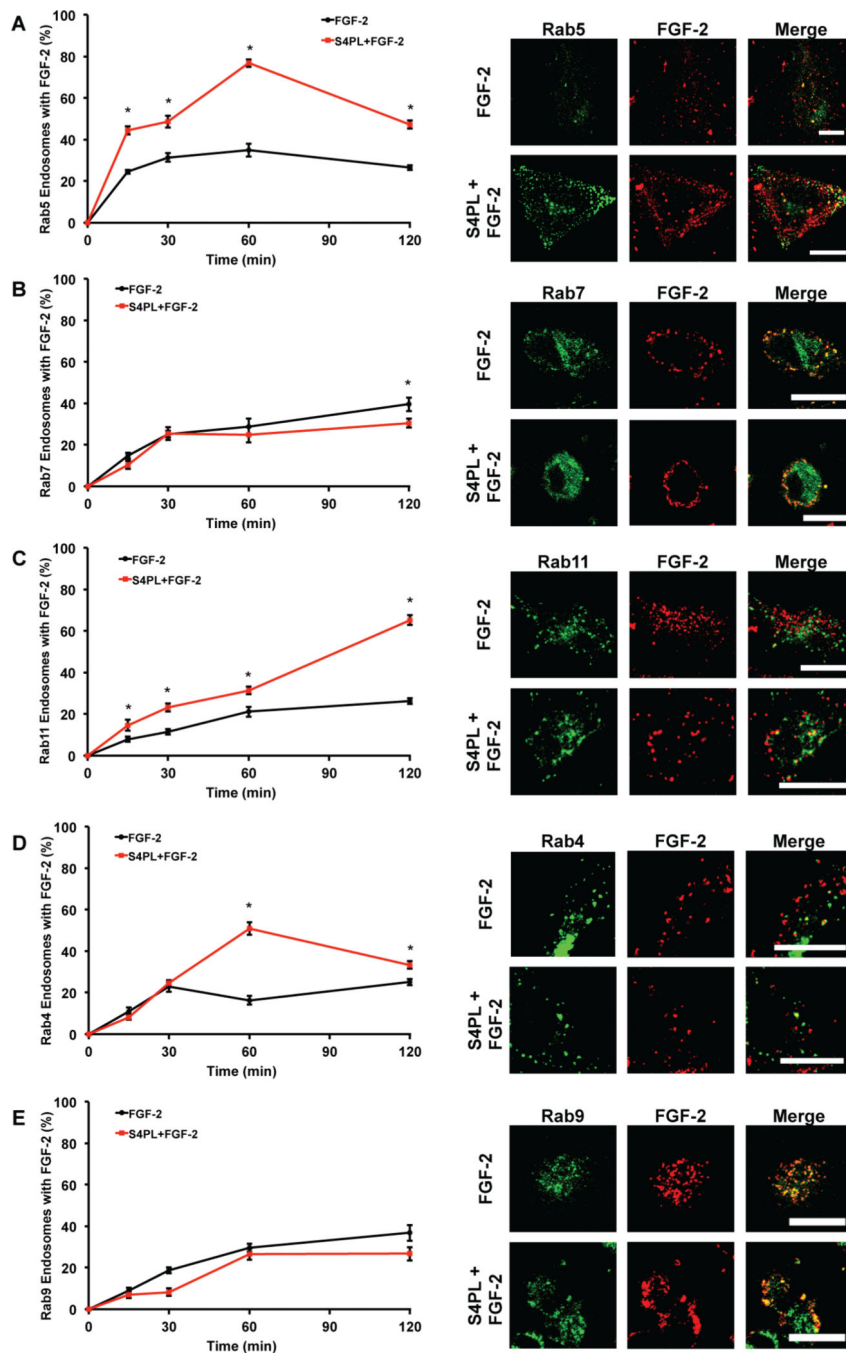 A
FGF-2
S4PL+FGF-2
Rab5 Endosomes with FGF-2 (%)
100
80
60
40
20
0
* * * *
0 30 60 90 120
Time (min)
Rab5 FGF-2 Merge
FGF-2
S4PL +
FGF-2
B
FGF-2
S4PL+FGF-2
Rab7 Endosomes with FGF-2 (%)
100
80
60
40
20
0
*
0 30 60 90 120
Time (min)
Rab7 FGF-2 Merge
FGF-2
S4PL +
FGF-2
C
FGF-2
S4PL+FGF-2
Rab11 Endosomes with FGF-2 (%)
100
80
60
40
20
0
* * * *
0 30 60 90 120
Time (min)
Rab11 FGF-2 Merge
FGF-2
S4PL +
FGF-2
D
FGF-2
S4PL+FGF-2
Rab4 Endosomes with FGF-2 (%)
100
80
60
40
20
0
* *
0 30 60 90 120
Time (min)
Rab4 FGF-2 Merge
FGF-2
S4PL +
FGF-2
E
FGF-2
S4PL+FGF-2
Rab9 Endosomes with FGF-2 (%)
100
80
60
40
20
0
0 30 60 90 120
Time (min)
Rab9 FGF-2 Merge
FGF-2
S4PL +
FGF-2